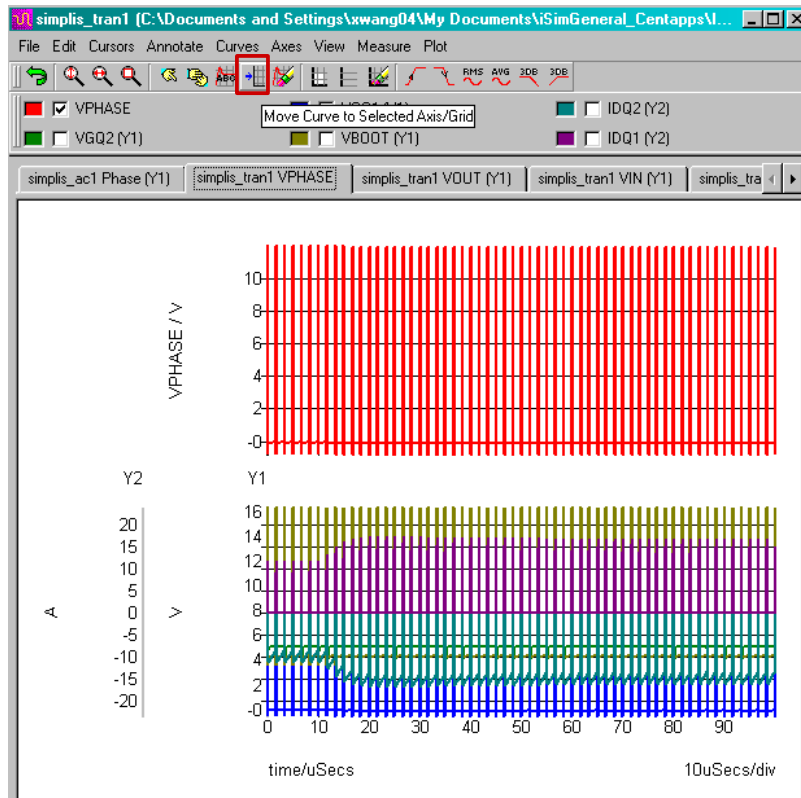 simplis_tran1 (C:\Documents and Settings\xwang04\My Documents\iSimGeneral_Centapps\I...
File Edit Cursors Annotate Curves Axes View Measure Plot
ABC RMS AVG 3DB 3DB
VPHASE IDQ2 (Y2)
Move Curve to Selected Axis/Grid
VGQ2 (Y1) VBOOT (Y1) IDQ1 (Y2)
simplis_ac1 Phase (Y1) simplis_tran1 VPHASE simplis_tran1 VOUT (Y1) simplis_tran1 VIN (Y1) simplis_tra
VPHASE / V
10
8
6
4
2
-0
Y2 Y1
A
20
15
10
5
0
-5
-10
-15
-20
V
16
14
12
10
8
6
4
2
-0
0 10 20 30 40 50 60 70 80 90
time/uSecs 10uSecs/div